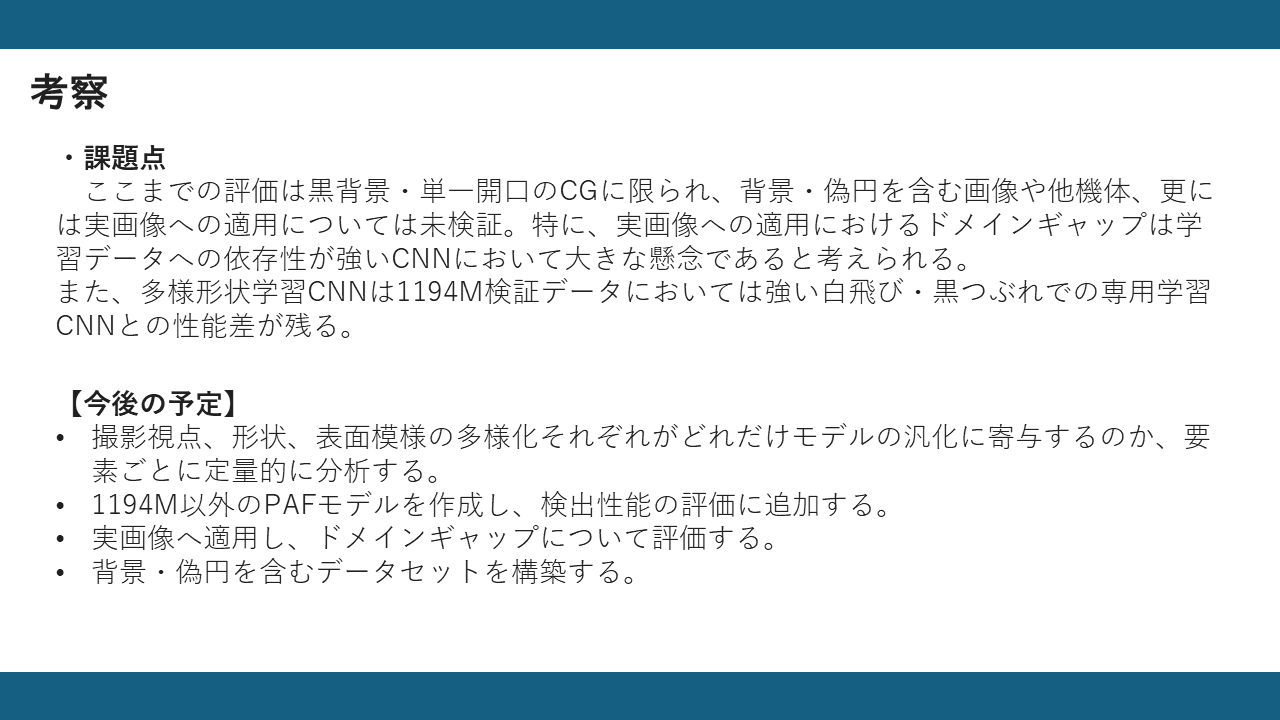 考察
・課題点
　ここまでの評価は黒背景・単一開口のCGに限られ、背景・偽円を含む画像や他機体、更に
は実画像への適用については未検証。特に、実画像への適用におけるドメインギャップは学
習データへの依存性が強いCNNにおいて大きな懸念であると考えられる。
また、多様形状学習CNNは1194M検証データにおいては強い白飛び・黒つぶれでの専用学習
CNNとの性能差が残る。
【今後の予定】
• 撮影視点、形状、表面模様の多様化それぞれがどれだけモデルの汎化に寄与するのか、要
素ごとに定量的に分析する。
• 1194M以外のPAFモデルを作成し、検出性能の評価に追加する。
• 実画像へ適用し、ドメインギャップについて評価する。
• 背景・偽円を含むデータセットを構築する。